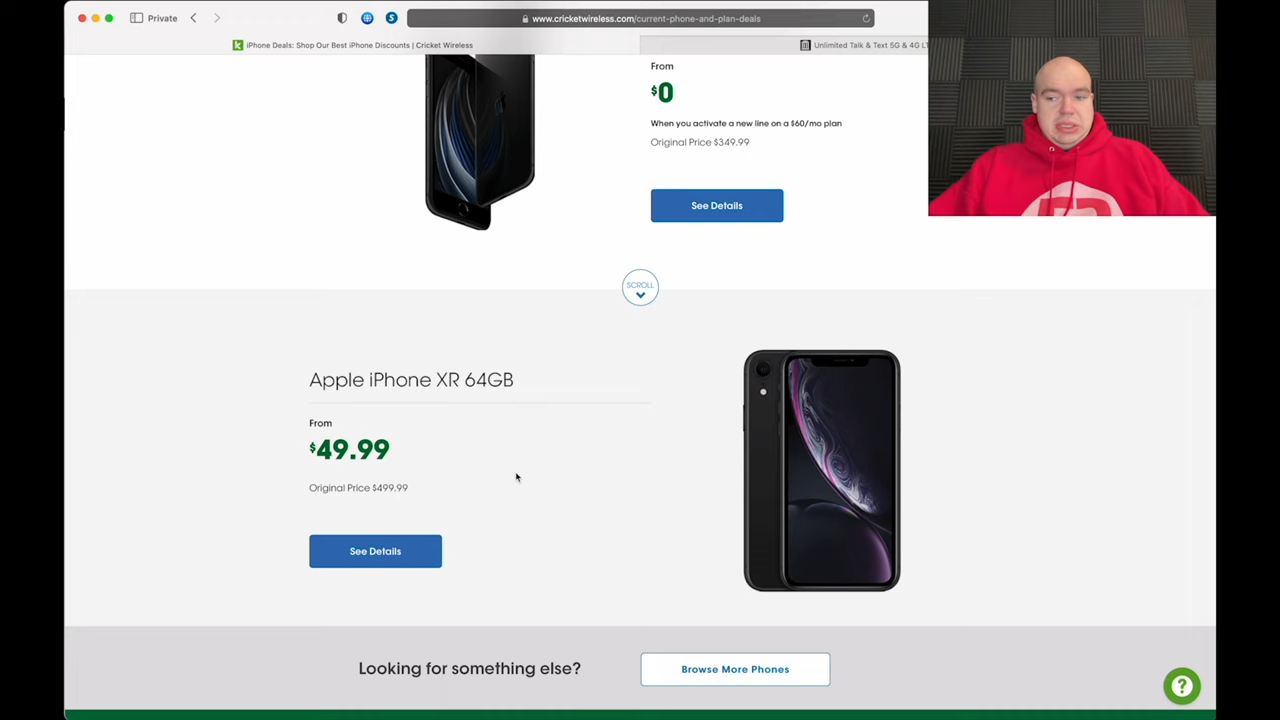 Private
www.cricketwireless.com/current-phone-and-plan-deals
iPhone Deals: Shop Our Best iPhone Discounts | Cricket Wireless
Unlimited Talk & Text 5G & 4G LT
From
$0
When you activate a new line on a $60/mo plan
Original Price $349.99
See Details
SCROLL
Apple iPhone XR 64GB
From
$49.99
Original Price $499.99
See Details
Looking for something else?
Browse More Phones
?